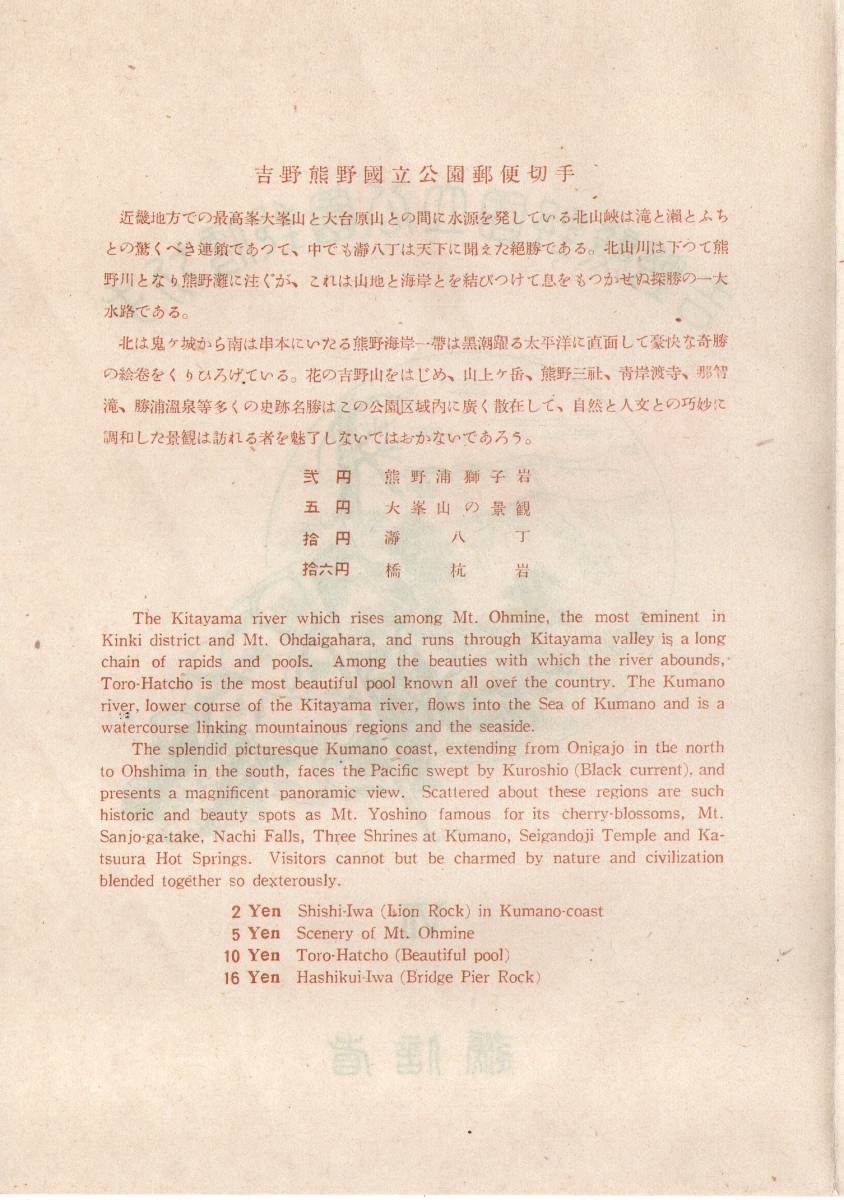 吉野熊野國立公園郵便切手
近畿地方での最高峯大峯山と大台原山との間に水源を発している北山峽は滝と瀨とふち
との驚くべき連鎖であつて、中でも瀞八丁は天下に聞えた絕勝である。北山川は下つて熊
野川となり熊野灘に注ぐが、これは山地と海岸とを結びつけて息をもつかせぬ探勝の一大
水路である。
北は鬼ケ城から南は串本にいたる熊野海岸一帶は黒潮躍る太平洋に直面して豪快な奇勝
の絵巻をくりひろげている。花の吉野山をはじめ、山上ケ岳、熊野三社、靑岸渡寺、那智
滝、勝浦溫泉等多くの史跡名勝はこの公園区域內に廣く散在して、自然と人文との巧妙に
調和した景観は訪れる者を魅了しないではおかないであろう。
弐円 熊野浦獅子岩
五円 大峯山の景観
拾円 瀞八丁
拾六円 橋杭岩
The Kitayama river which rises among Mt. Ohmine, the most eminent in
Kinki district and Mt. Ohdaigahara, and runs through Kitayama valley is a long
chain of rapids and pools. Among the beauties with which the river abounds,
Toro-Hatcho is the most beautiful pool known all over the country. The Kumano
river, lower course of the Kitayama river, flows into the Sea of Kumano and is a
watercourse linking mountainous regions and the seaside.
The splendid picturesque Kumano coast, extending from Onigajo in the north
to Ohshima in the south, faces the Pacific swept by Kuroshio (Black current), and
presents a magnificent panoramic view. Scattered about these regions are such
historic and beauty spots as Mt. Yoshino famous for its cherry-blossoms, Mt.
Sanjo-ga-take, Nachi Falls, Three Shrines at Kumano, Seigandoji Temple and Ka-
tsuura Hot Springs. Visitors cannot but be charmed by nature and civilization
blended together so dexterously.
2 Yen Shishi-Iwa (Lion Rock) in Kumano-coast
5 Yen Scenery of Mt. Ohmine
10 Yen Toro-Hatcho (Beautiful pool)
16 Yen Hashikui-Iwa (Bridge Pier Rock)